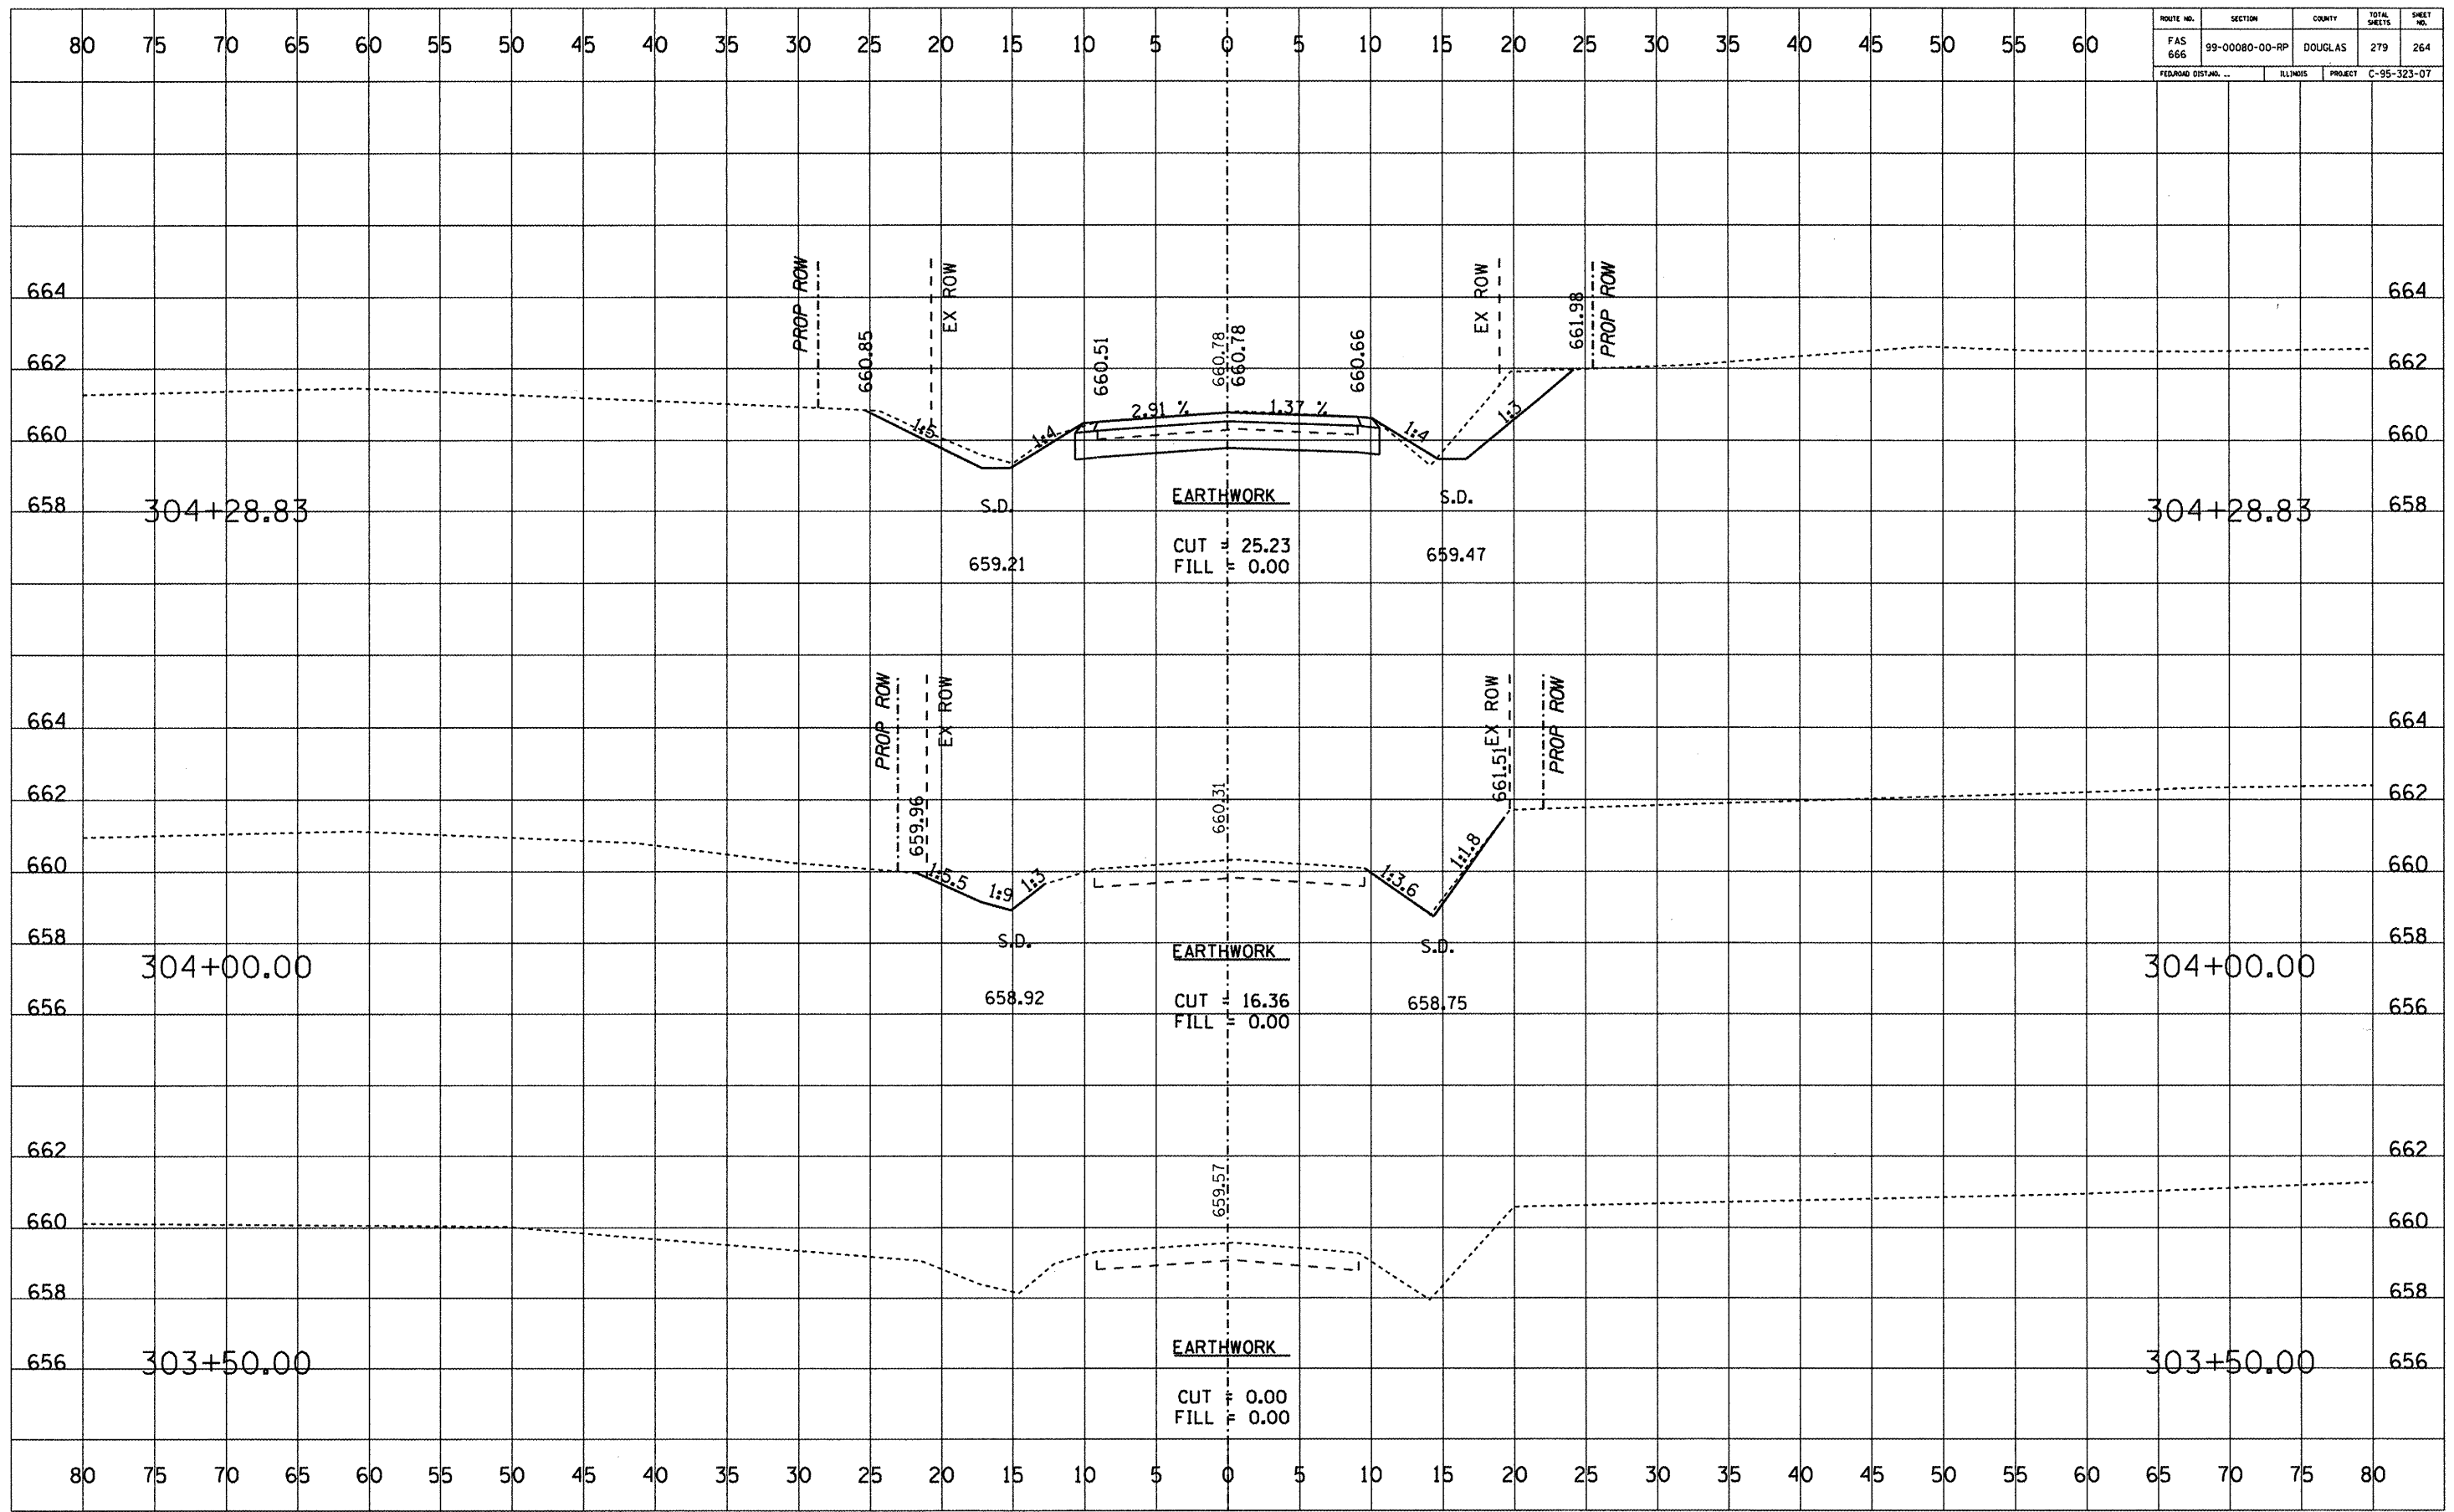 80 75 70 65 60 55 50 45 40 35 30 25 20 15 10 5 0 5 10 15 20 25 30 35 40 45 50 55 60
ROUTE NO. SECTION COUNTY TOTAL SHEETS SHEET NO.
FAS 666 99-00080-00-RP DOUGLAS 279 264
FED.ROAD DIST.NO. -- ILLINOIS PROJECT C-95-323-07
664 664
PROP ROW EX ROW EX ROW PROP ROW
660.85 660.51 660.78 660.78 660.66 661.98
662 662
2.91 % 1.37 %
1:5 1:4 1:4 1:3
660 660
658 658
304+28.83 304+28.83
S.D. EARTHWORK S.D.
CUT = 25.23
FILL = 0.00
659.21 659.47
664 664
PROP ROW EX ROW EX ROW PROP ROW
659.96 660.31 661.51
662 662
1:5.5 1:9 1:3 1:3.6 1:1.8
660 660
658 658
S.D. EARTHWORK S.D.
304+00.00 304+00.00
658.92 658.75
CUT = 16.36
FILL = 0.00
656 656
662 662
659.57
660 660
658 658
EARTHWORK
303+50.00 303+50.00
656 656
CUT = 0.00
FILL = 0.00
80 75 70 65 60 55 50 45 40 35 30 25 20 15 10 5 0 5 10 15 20 25 30 35 40 45 50 55 60 65 70 75 80